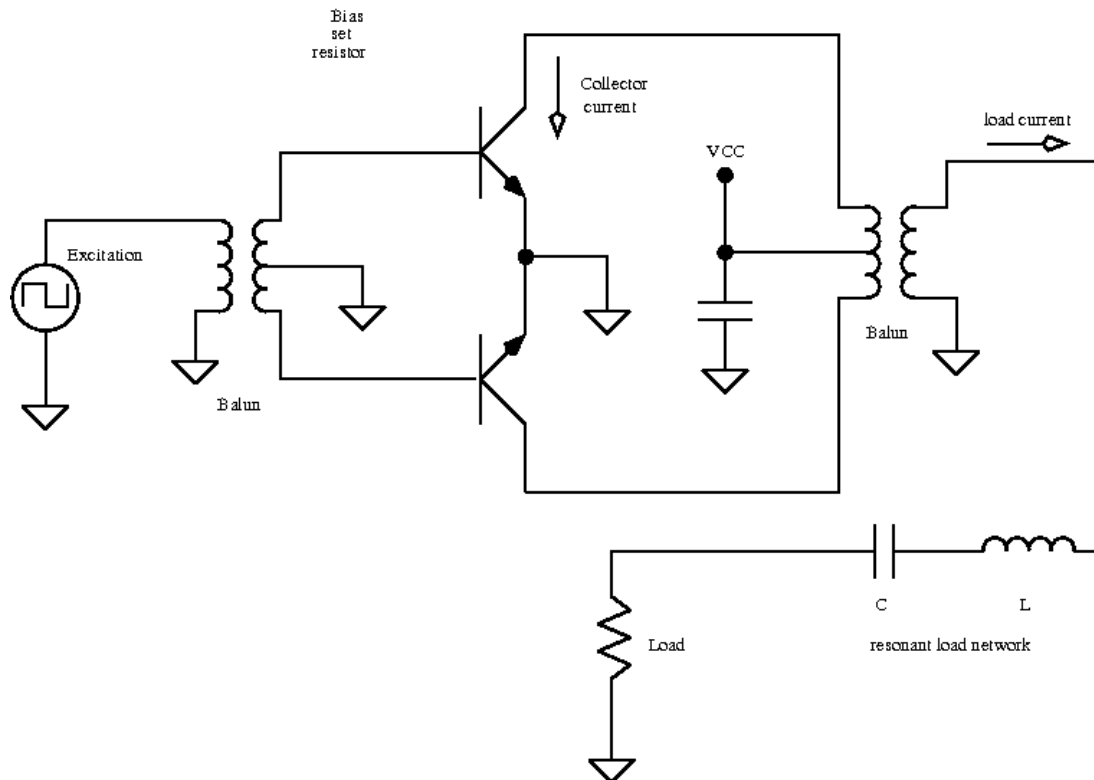 Bias
set
resistor
Collector
current
load current
VCC
Excitation
Balun
Balun
C
L
Load
resonant load network